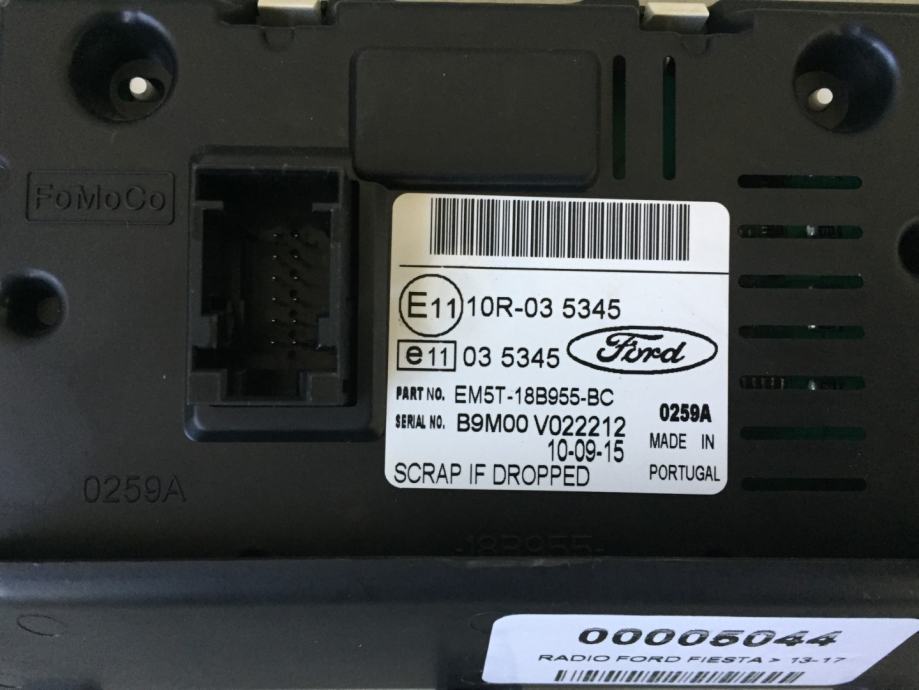 FoMoCo
E11 10R-03 5345
e11 03 5345 Ford
PART NO. EM5T-18B955-BC
SERIAL NO. B9M00 V022212
10-09-15
SCRAP IF DROPPED
0259A
MADE IN
PORTUGAL
0259A
-18B955-
00005044
RADIO FORD FIESTA > 13-17